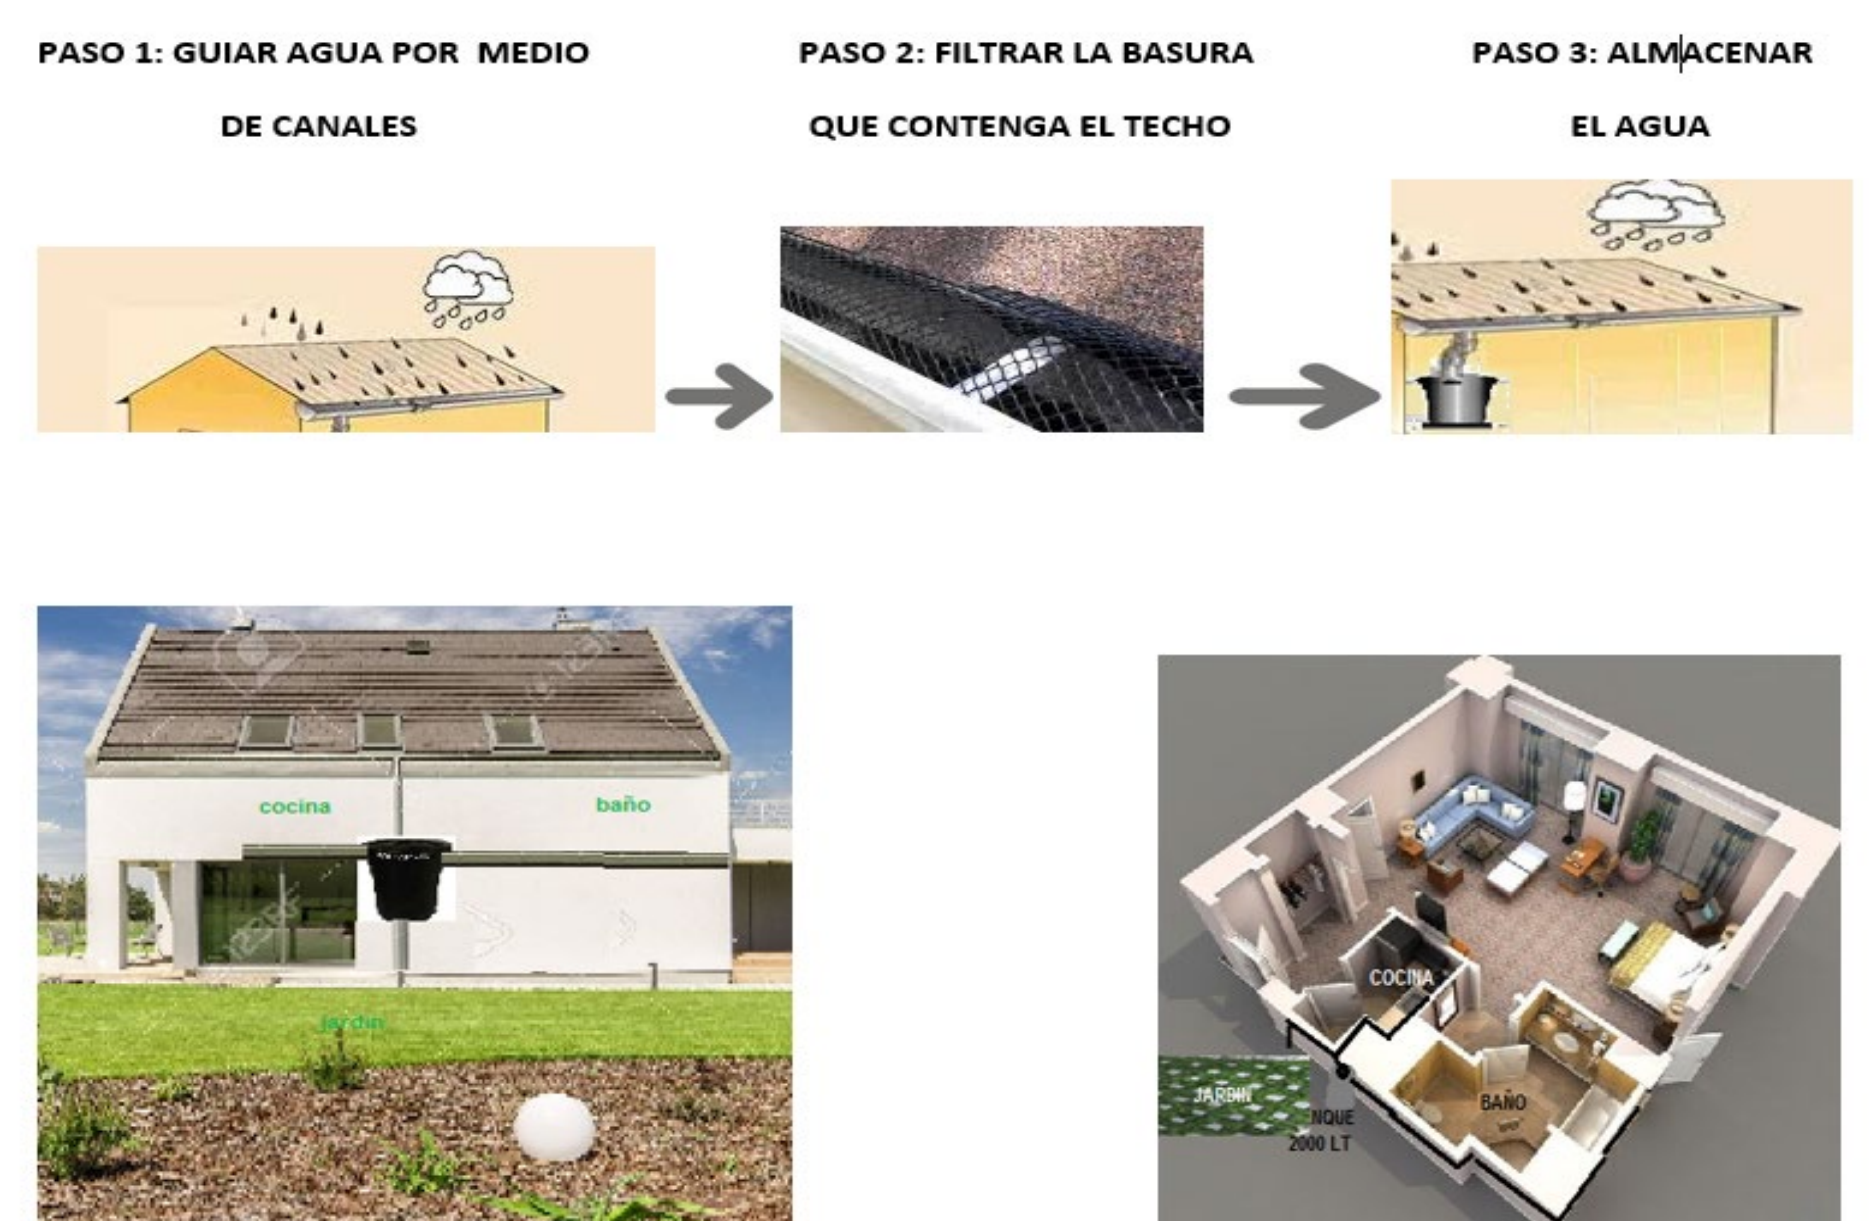 PASO 1: GUIAR AGUA POR MEDIO
DE CANALES
PASO 2: FILTRAR LA BASURA
QUE CONTENGA EL TECHO
PASO 3: ALMACENAR
EL AGUA
cocina
baño
jardin
123RF
COCINA
JARDIN
NQUE
2000 LT
BAÑO